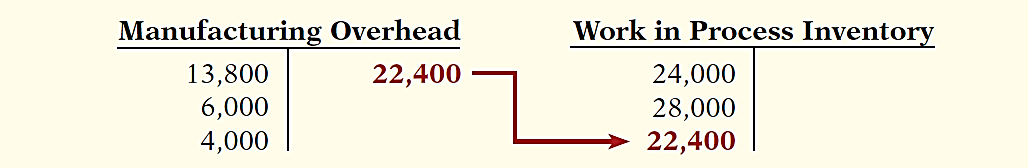 Manufacturing Overhead Work in Process Inventory
13,800 22,400 24,000
6,000 28,000
4,000 22,400